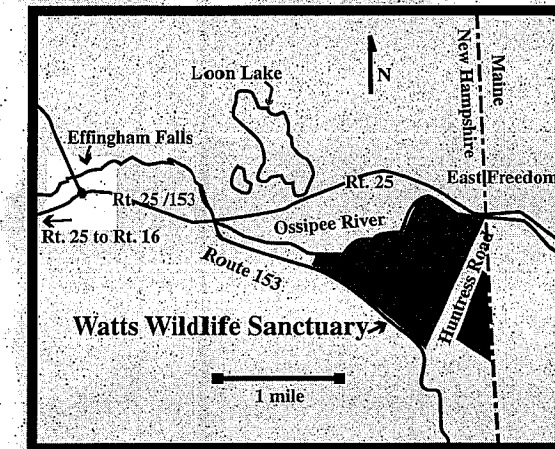 Loon Lake
N
Maine
New Hampshire
Effingham Falls
East Freedom
Rt. 25
Rt. 25 /153
Ossipee River
Rt. 25 to Rt. 16
Route 153
Huntress Road
Watts Wildlife Sanctuary
1 mile